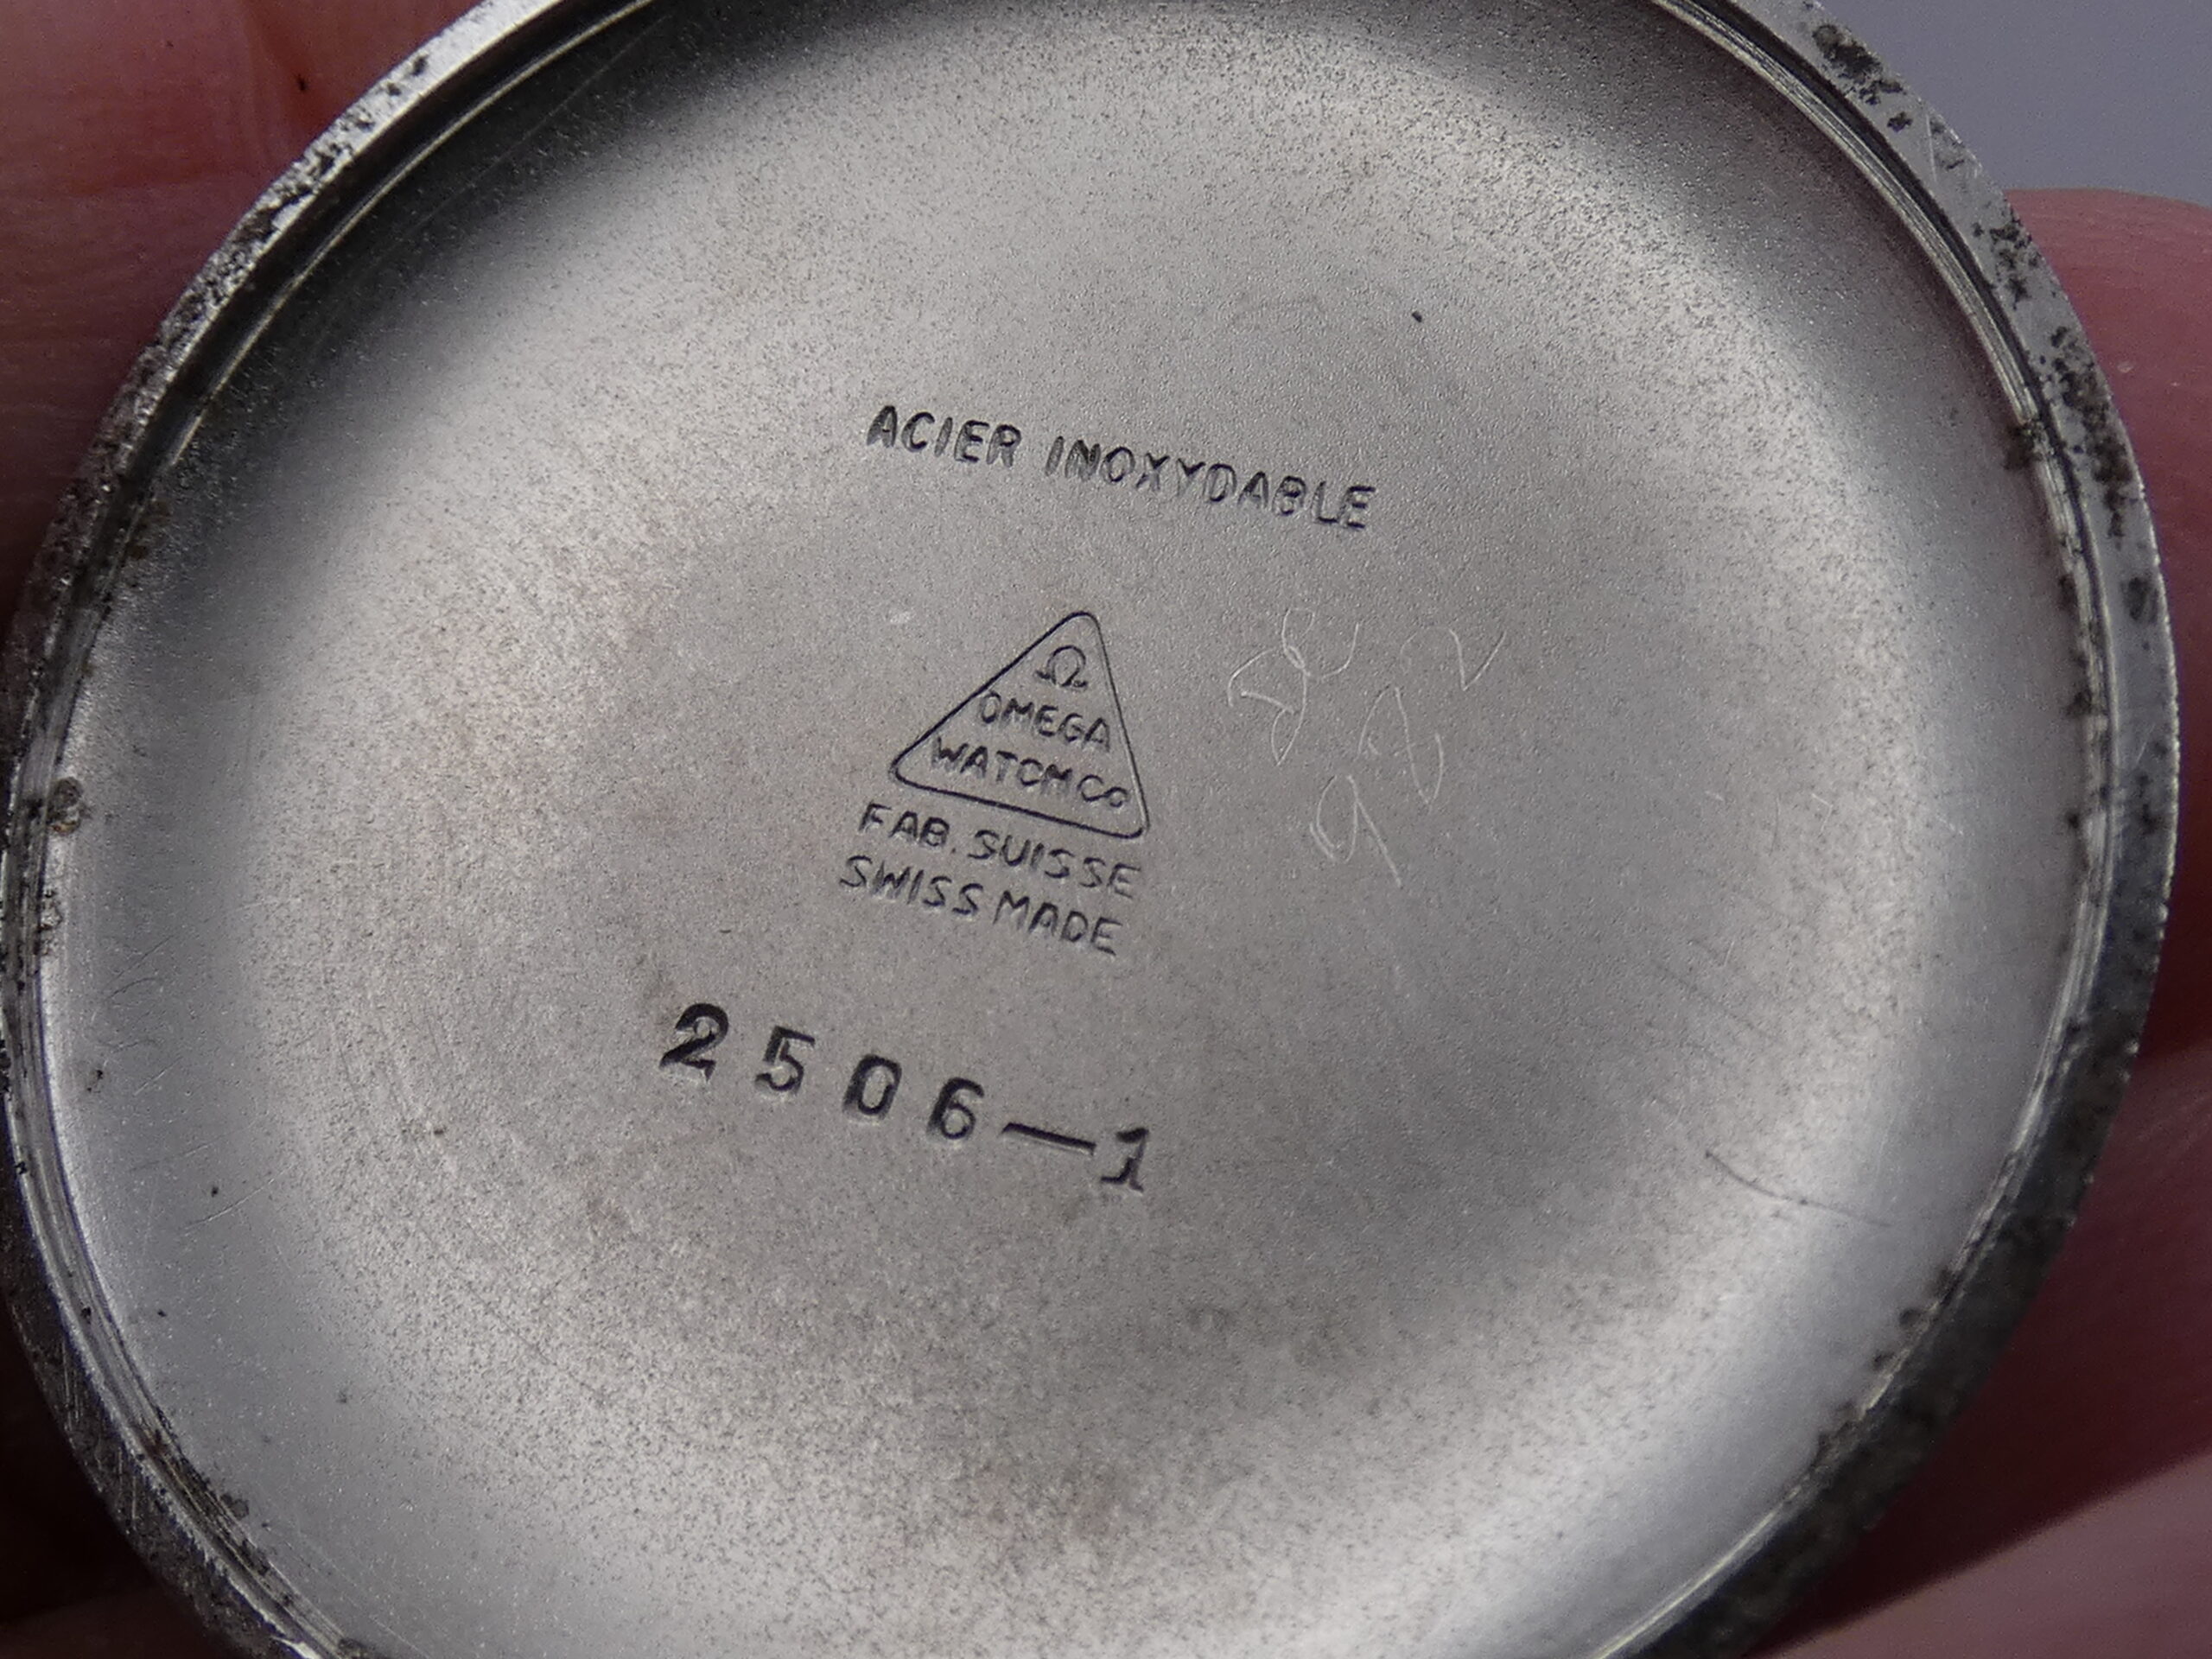 ACIER INOXYDABLE
Ω
OMEGA
WATCH Co
FAB. SUISSE
SWISS MADE
2506-1